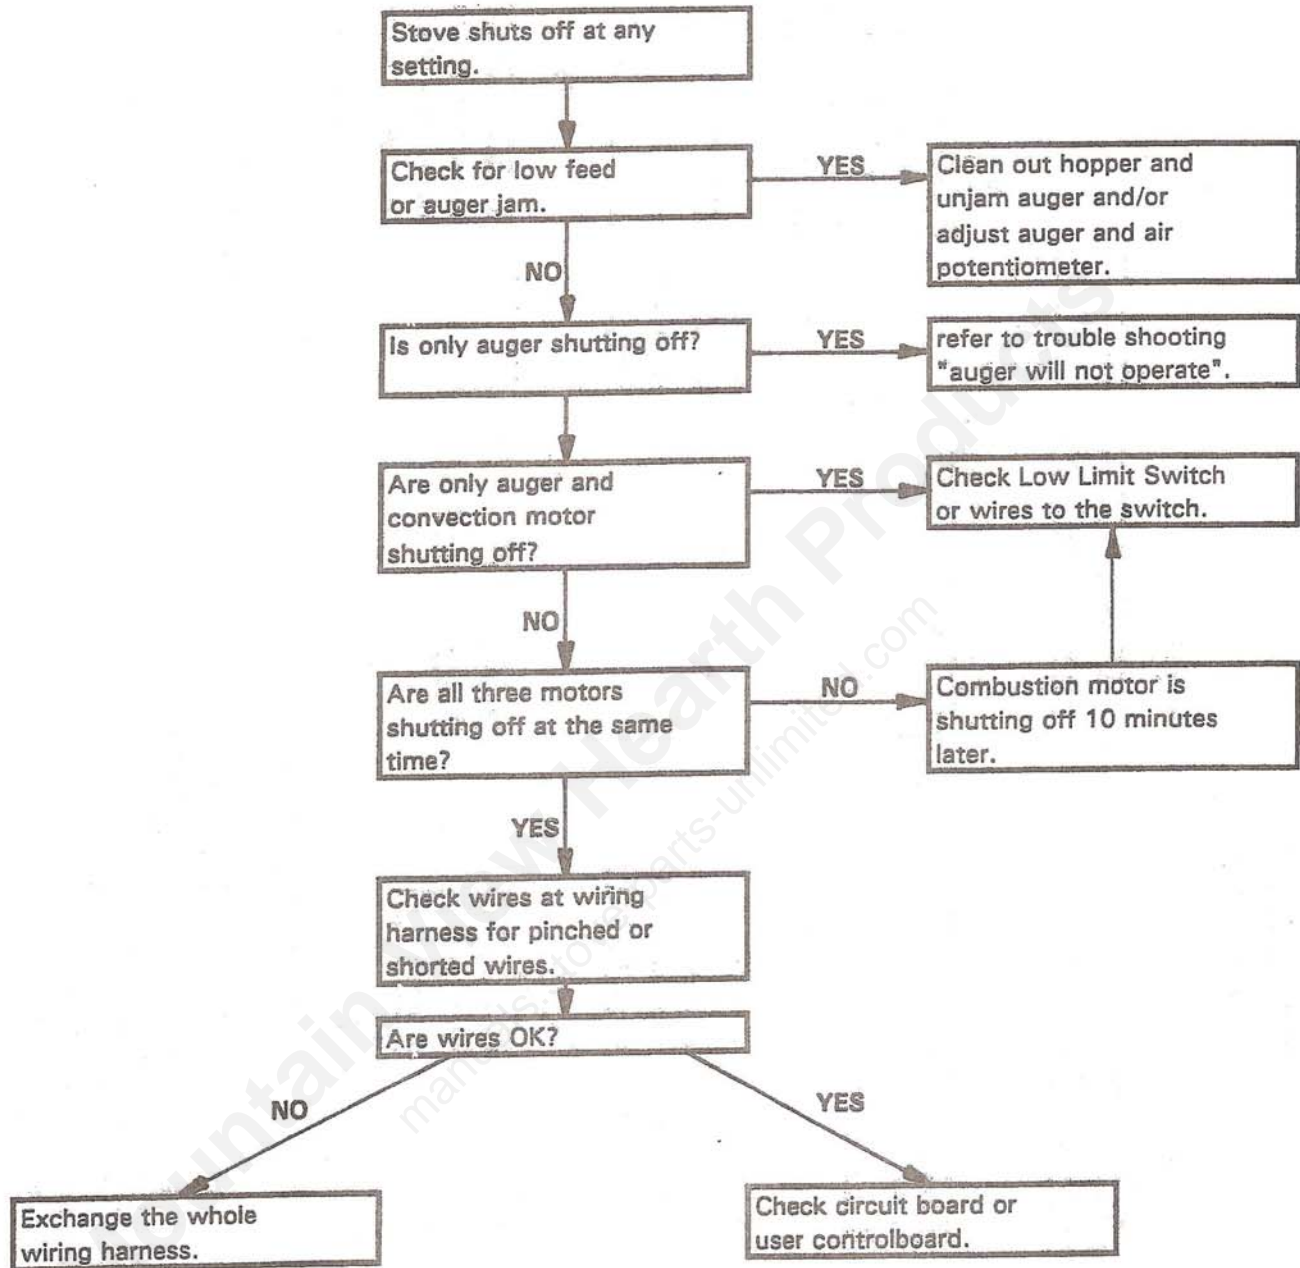 Stove shuts off at any
setting.
Check for low feed
or auger jam.
YES
Clean out hopper and
unjam auger and/or
adjust auger and air
potentiometer.
NO
Is only auger shutting off?
YES
refer to trouble shooting
"auger will not operate".
Are only auger and
convection motor
shutting off?
YES
Check Low Limit Switch
or wires to the switch.
NO
Are all three motors
shutting off at the same
time?
NO
Combustion motor is
shutting off 10 minutes
later.
YES
Check wires at wiring
harness for pinched or
shorted wires.
Are wires OK?
NO
YES
Exchange the whole
wiring harness.
Check circuit board or
user controlboard.
View Hearth Products